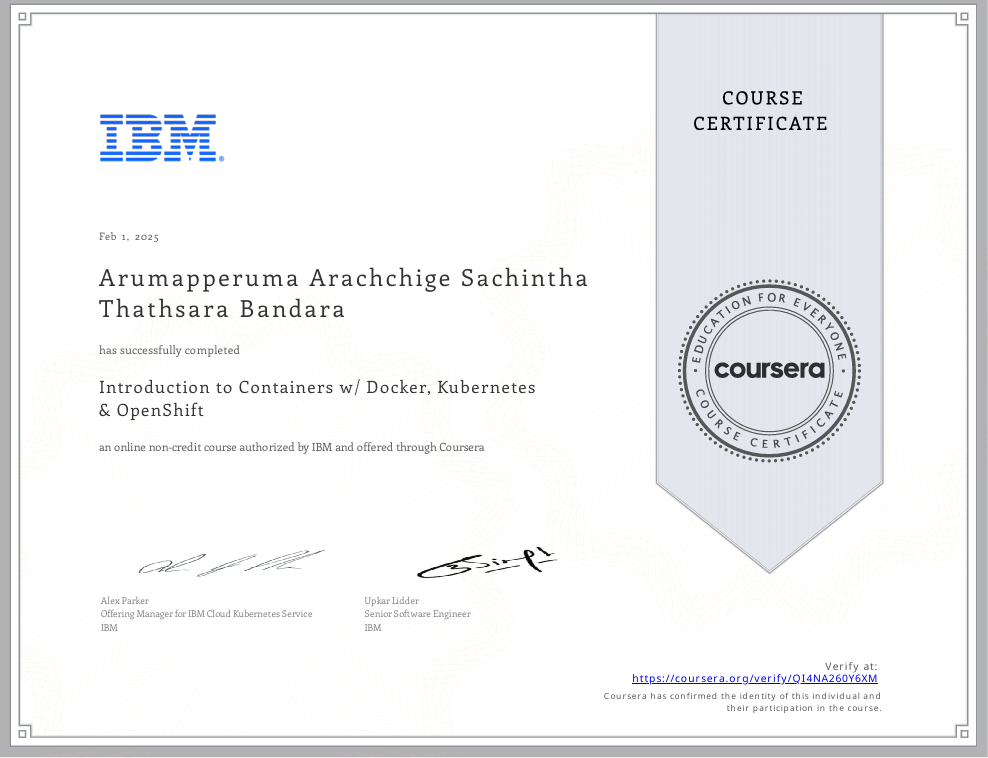 COURSE
CERTIFICATE
IBM®
Feb 1, 2025
Arumapperuma Arachchige Sachintha
Thathsara Bandara
has successfully completed
Introduction to Containers w/ Docker, Kubernetes
& OpenShift
an online non-credit course authorized by IBM and offered through Coursera
EDUCATION FOR EVERYONE
coursera
COURSE CERTIFICATE
Alex Parker
Offering Manager for IBM Cloud Kubernetes Service
IBM
Upkar Lidder
Senior Software Engineer
IBM
Verify at:
https://coursera.org/verify/QI4NA260Y6XM
Coursera has confirmed the identity of this individual and
their participation in the course.